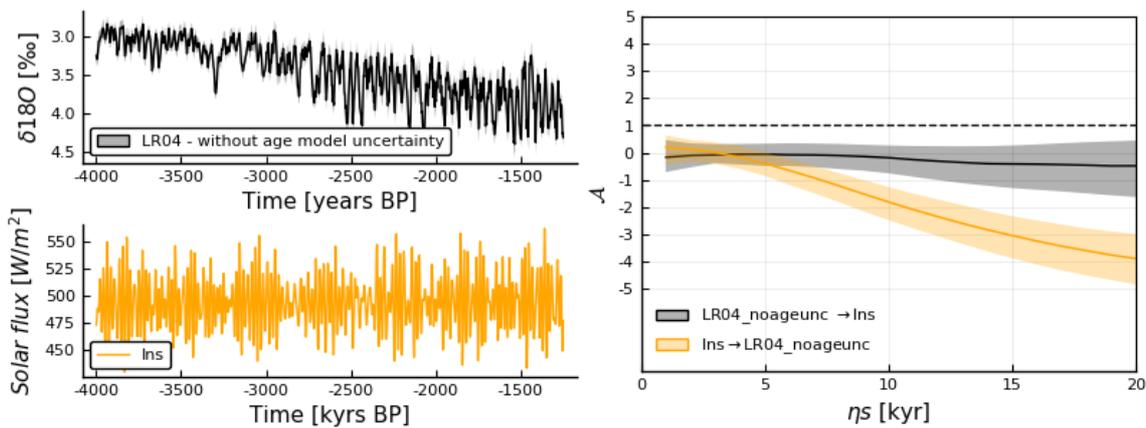 δ18O [‰]
3.0
3.5
4.0
4.5
LR04 - without age model uncertainty
-4000 -3500 -3000 -2500 -2000 -1500
Time [years BP]
Solar flux [W/m²]
550
525
500
475
450
Ins
-4000 -3500 -3000 -2500 -2000 -1500
Time [kyrs BP]
𝒜
5
4
3
2
1
0
-1
-2
-3
-4
-5
LR04_noageunc →Ins
Ins→LR04_noageunc
0 5 10 15 20
ηs [kyr]